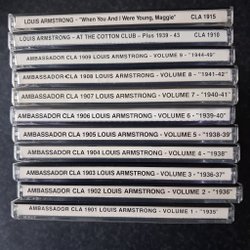 LOUIS ARMSTRONG - "When You And I Were Young, Maggie" CLA 1915
LOUIS ARMSTRONG - AT THE COTTON CLUB - Plus 1939 - 43 CLA 1910
AMBASSADOR CLA 1909 LOUIS ARMSTRONG - VOLUME 9 - "1944-49"
AMBASSADOR CLA 1908 LOUIS ARMSTRONG - VOLUME 8 - "1941-42"
AMBASSADOR CLA 1907 LOUIS ARMSTRONG - VOLUME 7 - "1940-41"
AMBASSADOR CLA 1906 LOUIS ARMSTRONG - VOLUME 6 - "1939-40"
AMBASSADOR CLA 1905 LOUIS ARMSTRONG - VOLUME 5 - "1938-39"
AMBASSADOR CLA 1904 LOUIS ARMSTRONG - VOLUME 4 - "1938"
AMBASSADOR CLA 1903 LOUIS ARMSTRONG - VOLUME 3 - "1936-37"
AMBASSADOR CLA 1902 LOUIS ARMSTRONG - VOLUME 2 - "1936"
AMBASSADOR CLA 1901 LOUIS ARMSTRONG - VOLUME 1 - "1935"